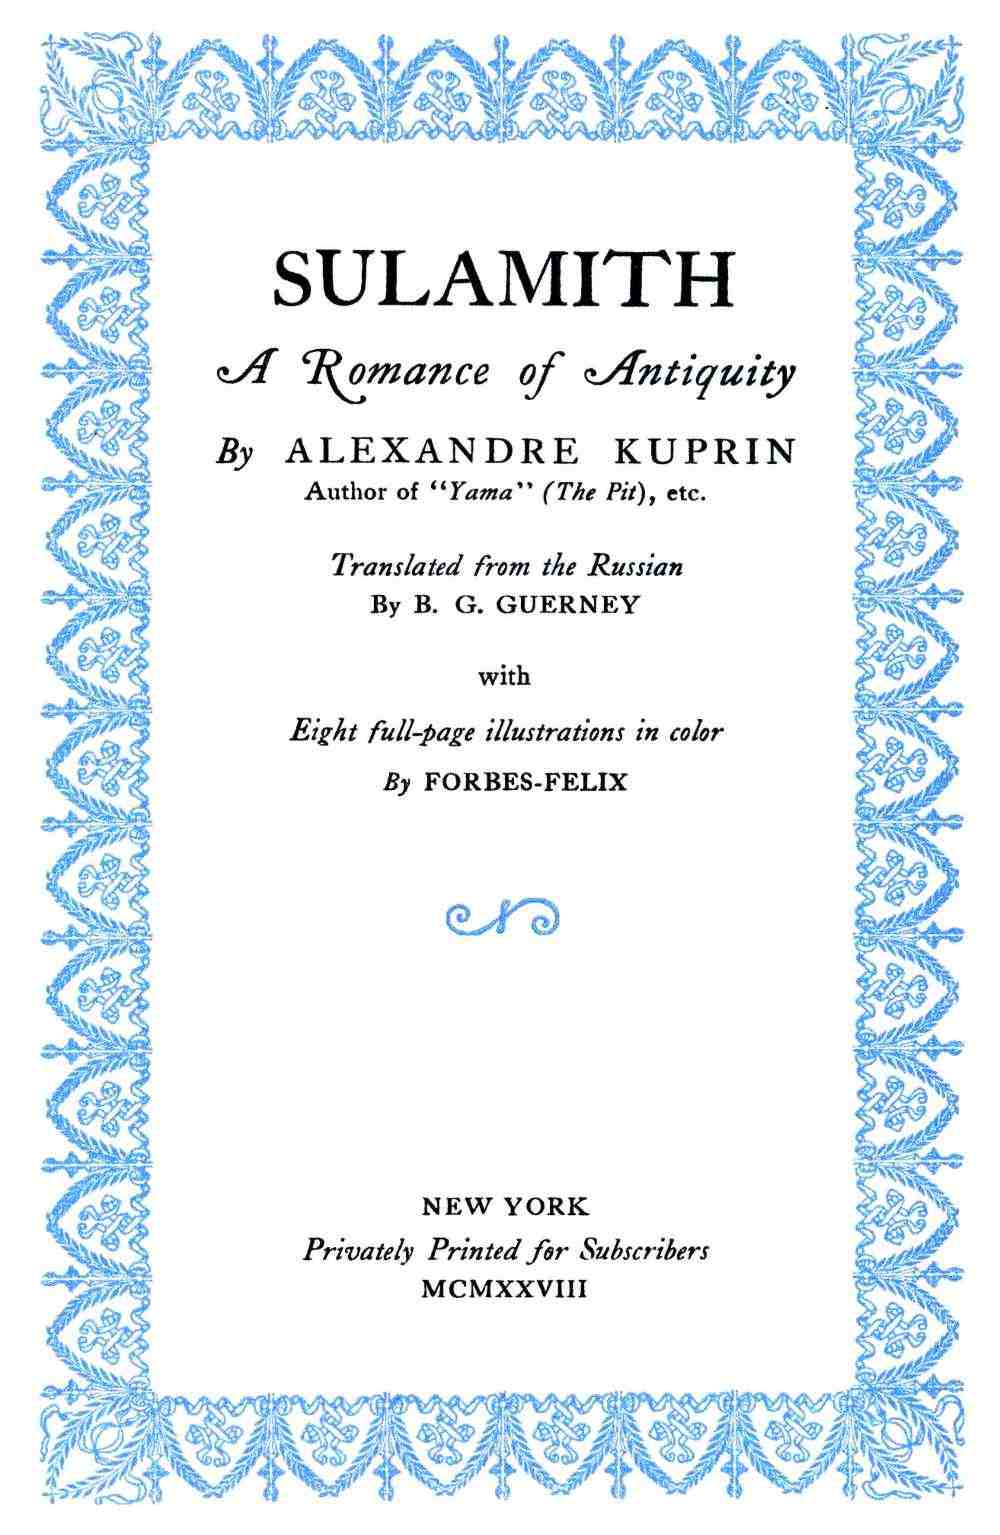 SULAMITH
A Romance of Antiquity
By ALEXANDRE KUPRIN
Author of “Yama” (The Pit), etc.
Translated from the Russian
By B. G. GUERNEY
with
Eight full-page illustrations in color
By FORBES-FELIX
NEW YORK
Privately Printed for Subscribers
MCMXXVIII